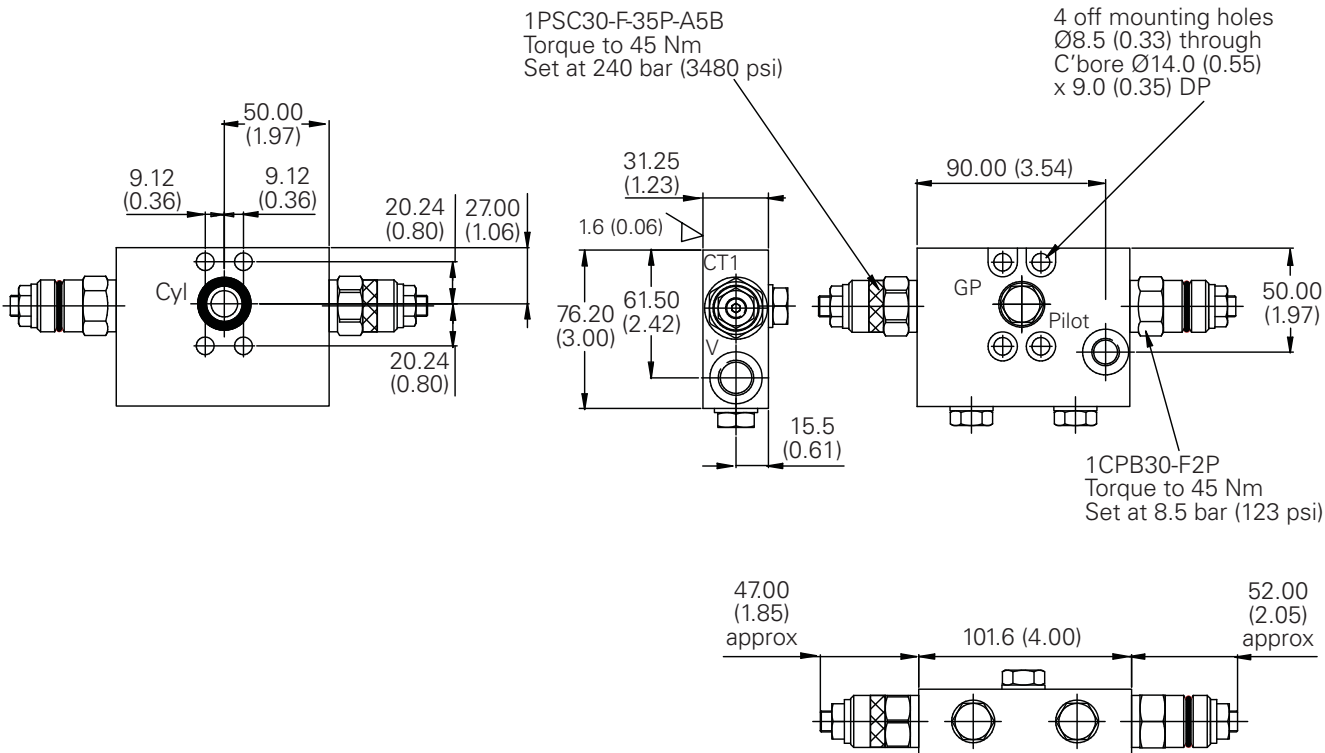 1PSC30-F-35P-A5B
Torque to 45 Nm
Set at 240 bar (3480 psi)
4 off mounting holes
Ø8.5 (0.33) through
C'bore Ø14.0 (0.55)
x 9.0 (0.35) DP
50.00
(1.97)
9.12
(0.36)
9.12
(0.36)
20.24
(0.80)
27.00
(1.06)
Cyl
20.24
(0.80)
31.25
(1.23)
1.6 (0.06)
CT1
76.20
(3.00)
61.50
(2.42)
V
15.5
(0.61)
90.00 (3.54)
GP
Pilot
50.00
(1.97)
1CPB30-F2P
Torque to 45 Nm
Set at 8.5 bar (123 psi)
47.00
(1.85)
approx
101.6 (4.00)
52.00
(2.05)
approx